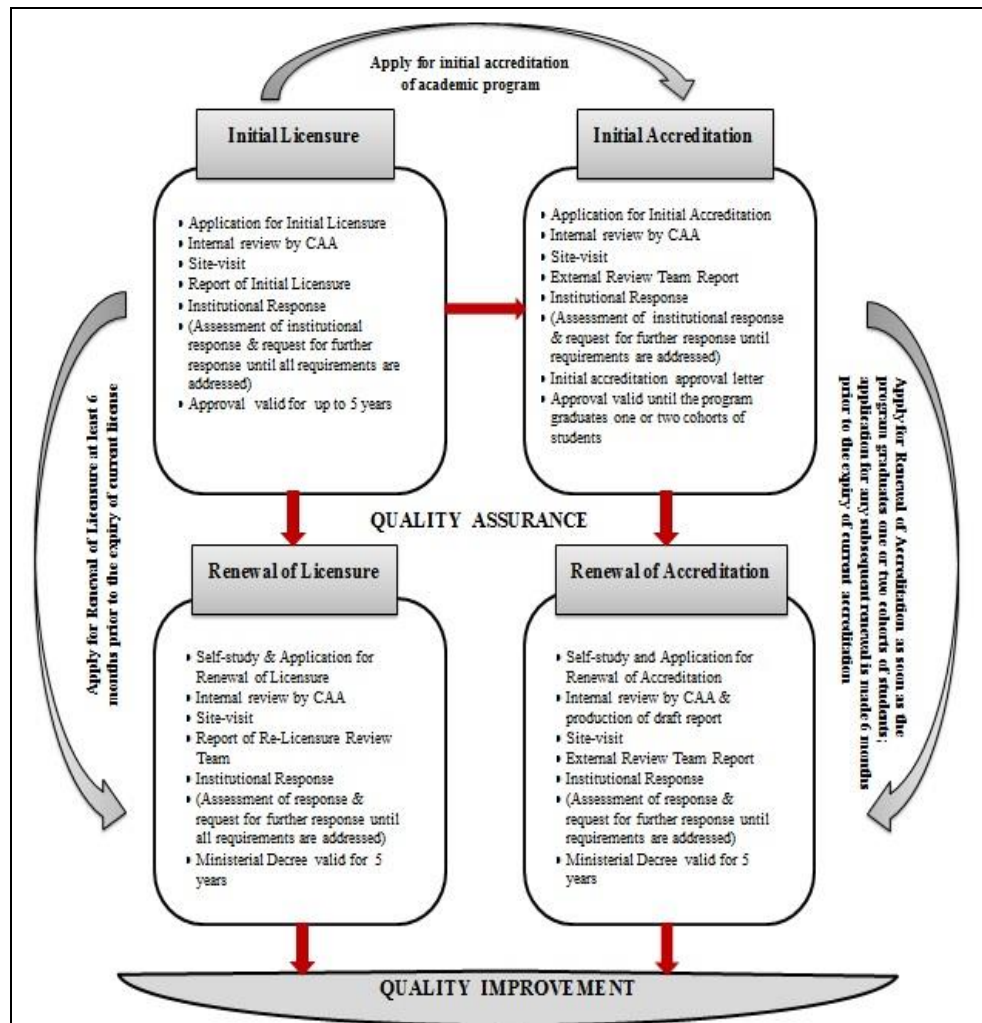 Apply for initial accreditation
of academic program
Initial Licensure
Initial Accreditation
Application for Initial Licensure
Internal review by CAA
Site-visit
Report of Initial Licensure
Institutional Response
(Assessment of institutional
response & request for further
response until all requirements are
addressed)
Approval valid for up to 5 years
Application for Initial Accreditation
Internal review by CAA
Site-visit
External Review Team Report
Institutional Response
(Assessment of institutional response
& request for further response until
requirements are addressed)
Initial accreditation approval letter
Approval valid until the program
graduates one or two cohorts of
students
Apply for Renewal of Licensure at least 6
months prior to the expiry of current license
Apply for Renewal of Accreditation as soon as the
program graduates one or two cohorts of students;
application for any subsequent renewal is made 6 months
prior to the expiry of current accreditation
QUALITY ASSURANCE
Renewal of Licensure
Renewal of Accreditation
Self-study & Application for
Renewal of Licensure
Internal review by CAA
Site-visit
Report of Re-Licensure Review
Team
Institutional Response
(Assessment of response &
request for further response until
all requirements are addressed)
Ministerial Decree valid for 5
years
Self-study and Application for
Renewal of Accreditation
Internal review by CAA &
production of draft report
Site-visit
External Review Team Report
Institutional Response
(Assessment of response &
request for further response until
requirements are addressed)
Ministerial Decree valid for 5
years
QUALITY IMPROVEMENT